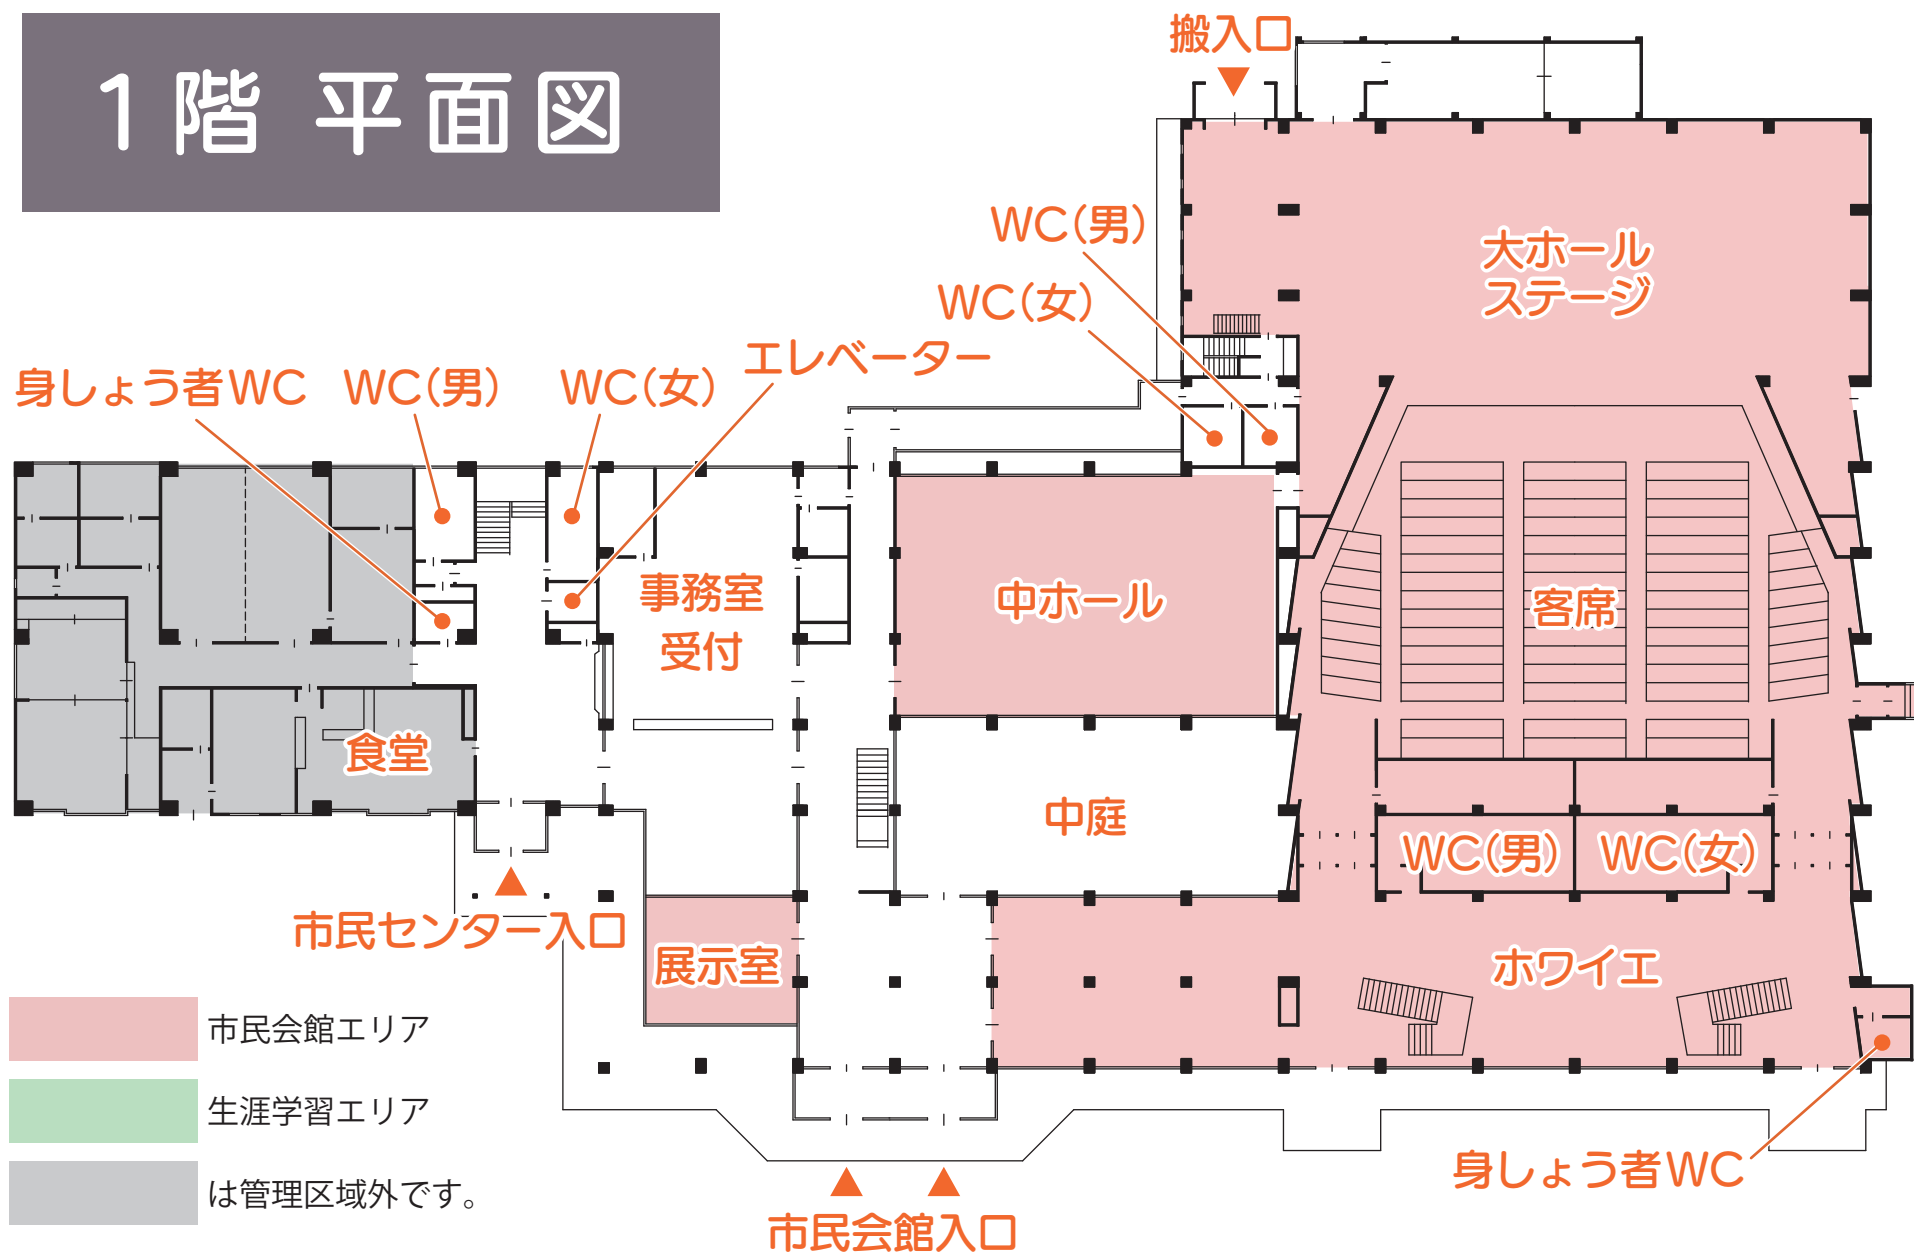 1階 平面図
搬入口
WC(男)
WC(女)
大ホール
ステージ
エレベーター
身しょう者WC
WC(男)
WC(女)
事務室
受付
中ホール
客席
食堂
中庭
WC(男)
WC(女)
市民センター入口
展示室
ホワイエ
市民会館エリア
生涯学習エリア
は管理区域外です。
身しょう者WC
市民会館入口